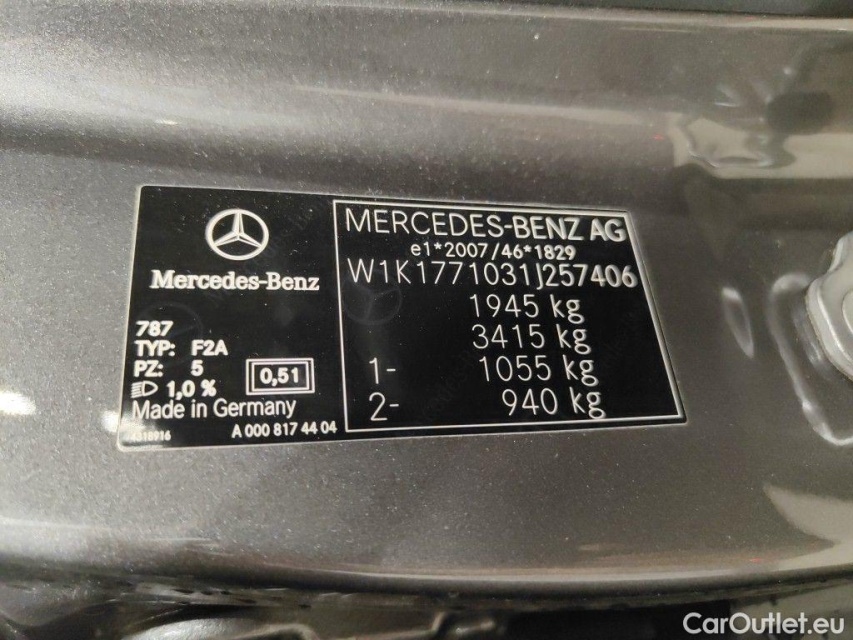 Mercedes-Benz
787
TYP: F2A
PZ: 5
1,0 %
0,51
Made in Germany
A 000 817 44 04
MERCEDES-BENZ AG
e1*2007/46*1829
W1K1771031J257406
1945 kg
3415 kg
1- 1055 kg
2- 940 kg
CarOutlet.eu